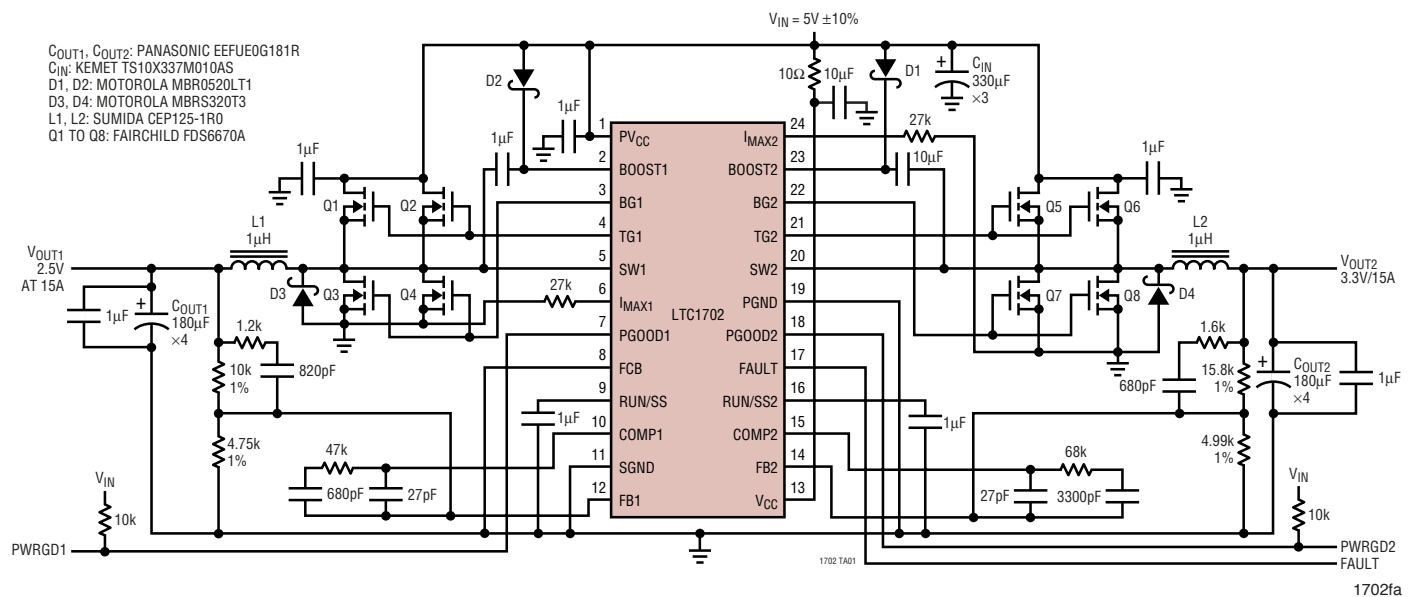 VIN = 5V ±10%
COUT1, COUT2: PANASONIC EEFUE0G181R
CIN: KEMET TS10X337M010AS
D1, D2: MOTOROLA MBR0520LT1
D3, D4: MOTOROLA MBRS320T3
L1, L2: SUMIDA CEP125-1R0
Q1 TO Q8: FAIRCHILD FDS6670A
D2
10Ω
10µF
D1
+
CIN
330µF
×3
1µF
1µF
1µF
27k
10µF
1µF
LTC1702
1
PVCC
2
BOOST1
3
BG1
4
TG1
5
SW1
6
IMAX1
7
PGOOD1
8
FCB
9
RUN/SS
10
COMP1
11
SGND
12
FB1
24
IMAX2
23
BOOST2
22
BG2
21
TG2
20
SW2
19
PGND
18
PGOOD2
17
FAULT
16
RUN/SS2
15
COMP2
14
FB2
13
VCC
Q1
Q2
Q3
Q4
Q5
Q6
Q7
Q8
L1
1µH
L2
1µH
VOUT1
2.5V
AT 15A
VOUT2
3.3V/15A
D3
D4
27k
1µF
+
COUT1
180µF
×4
1.2k
10k
1%
820pF
4.75k
1%
1µF
47k
680pF
27pF
VIN
10k
PWRGD1
1.6k
680pF
15.8k
1%
+
COUT2
180µF
×4
1µF
1µF
4.99k
1%
68k
27pF
3300pF
VIN
10k
PWRGD2
FAULT
1702 TA01
1702fa